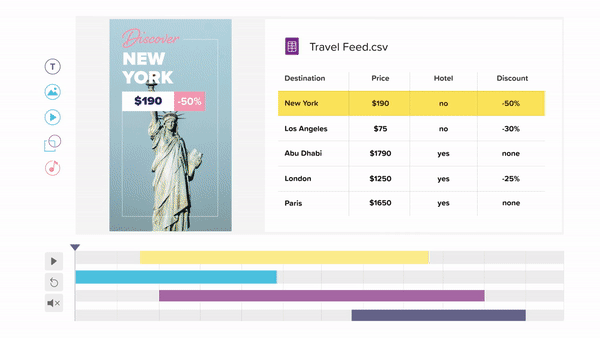 Discover
NEW
YORK
$190 -50%
T
Travel Feed.csv
Destination Price Hotel Discount
New York $190 no -50%
Los Angeles $75 no -30%
Abu Dhabi $1790 yes none
London $1250 yes -25%
Paris $1650 yes none